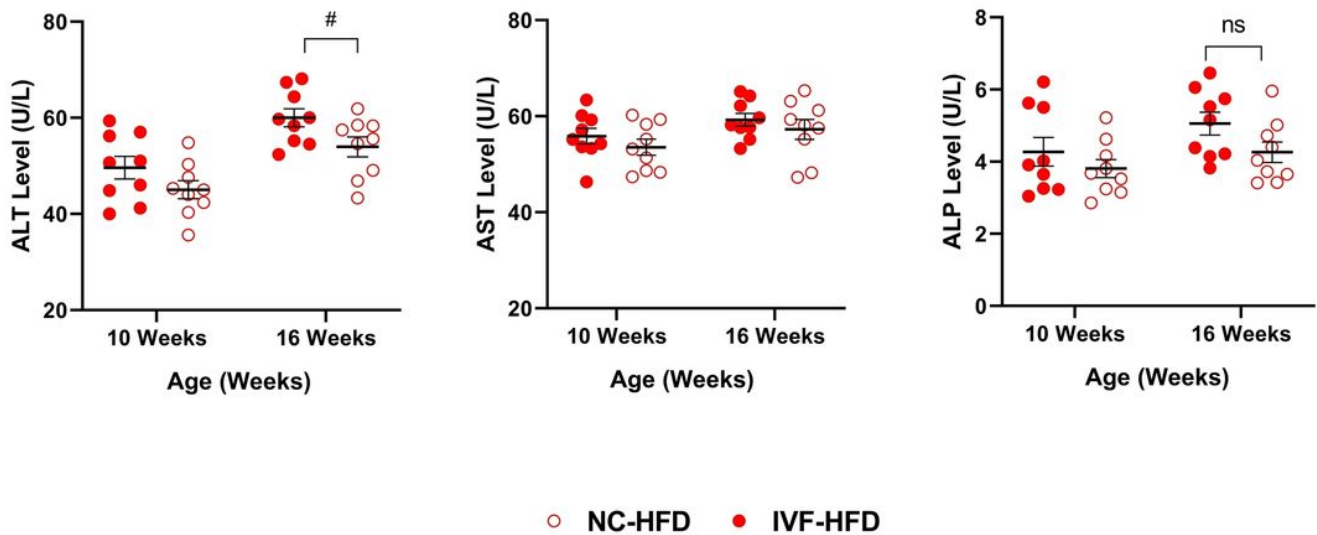 ALT Level (U/L)
80
60
40
20
#
10 Weeks
16 Weeks
Age (Weeks)
AST Level (U/L)
80
60
40
20
10 Weeks
16 Weeks
Age (Weeks)
ALP Level (U/L)
8
6
4
2
0
ns
10 Weeks
16 Weeks
Age (Weeks)
NC-HFD
IVF-HFD